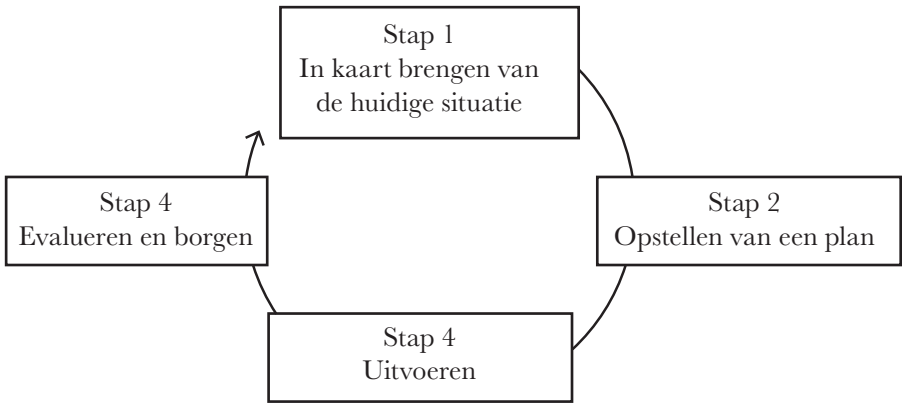 Stap 1
In kaart brengen van
de huidige situatie
Stap 2
Opstellen van een plan
Stap 4
Uitvoeren
Stap 4
Evalueren en borgen